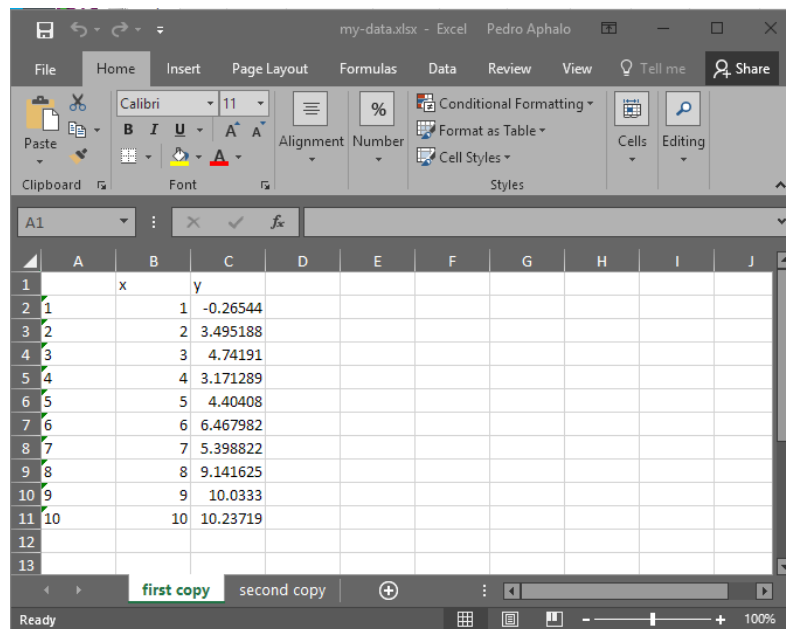 my-data.xlsx - Excel Pedro Aphalo
File Home Insert Page Layout Formulas Data Review View Tell me Share
Paste
Clipboard
Calibri 11
B I U A A
A
Font
Alignment
%
Number
Conditional Formatting
Format as Table
Cell Styles
Styles
Cells
Editing
A1 fx
A B C D E F G H I J
1 x y
2 1 1 -0.26544
3 2 2 3.495188
4 3 3 4.74191
5 4 4 3.171289
6 5 5 4.40408
7 6 6 6.467982
8 7 7 5.398822
9 8 8 9.141625
10 9 9 10.0333
11 10 10 10.23719
12
13
first copy second copy
Ready 100%